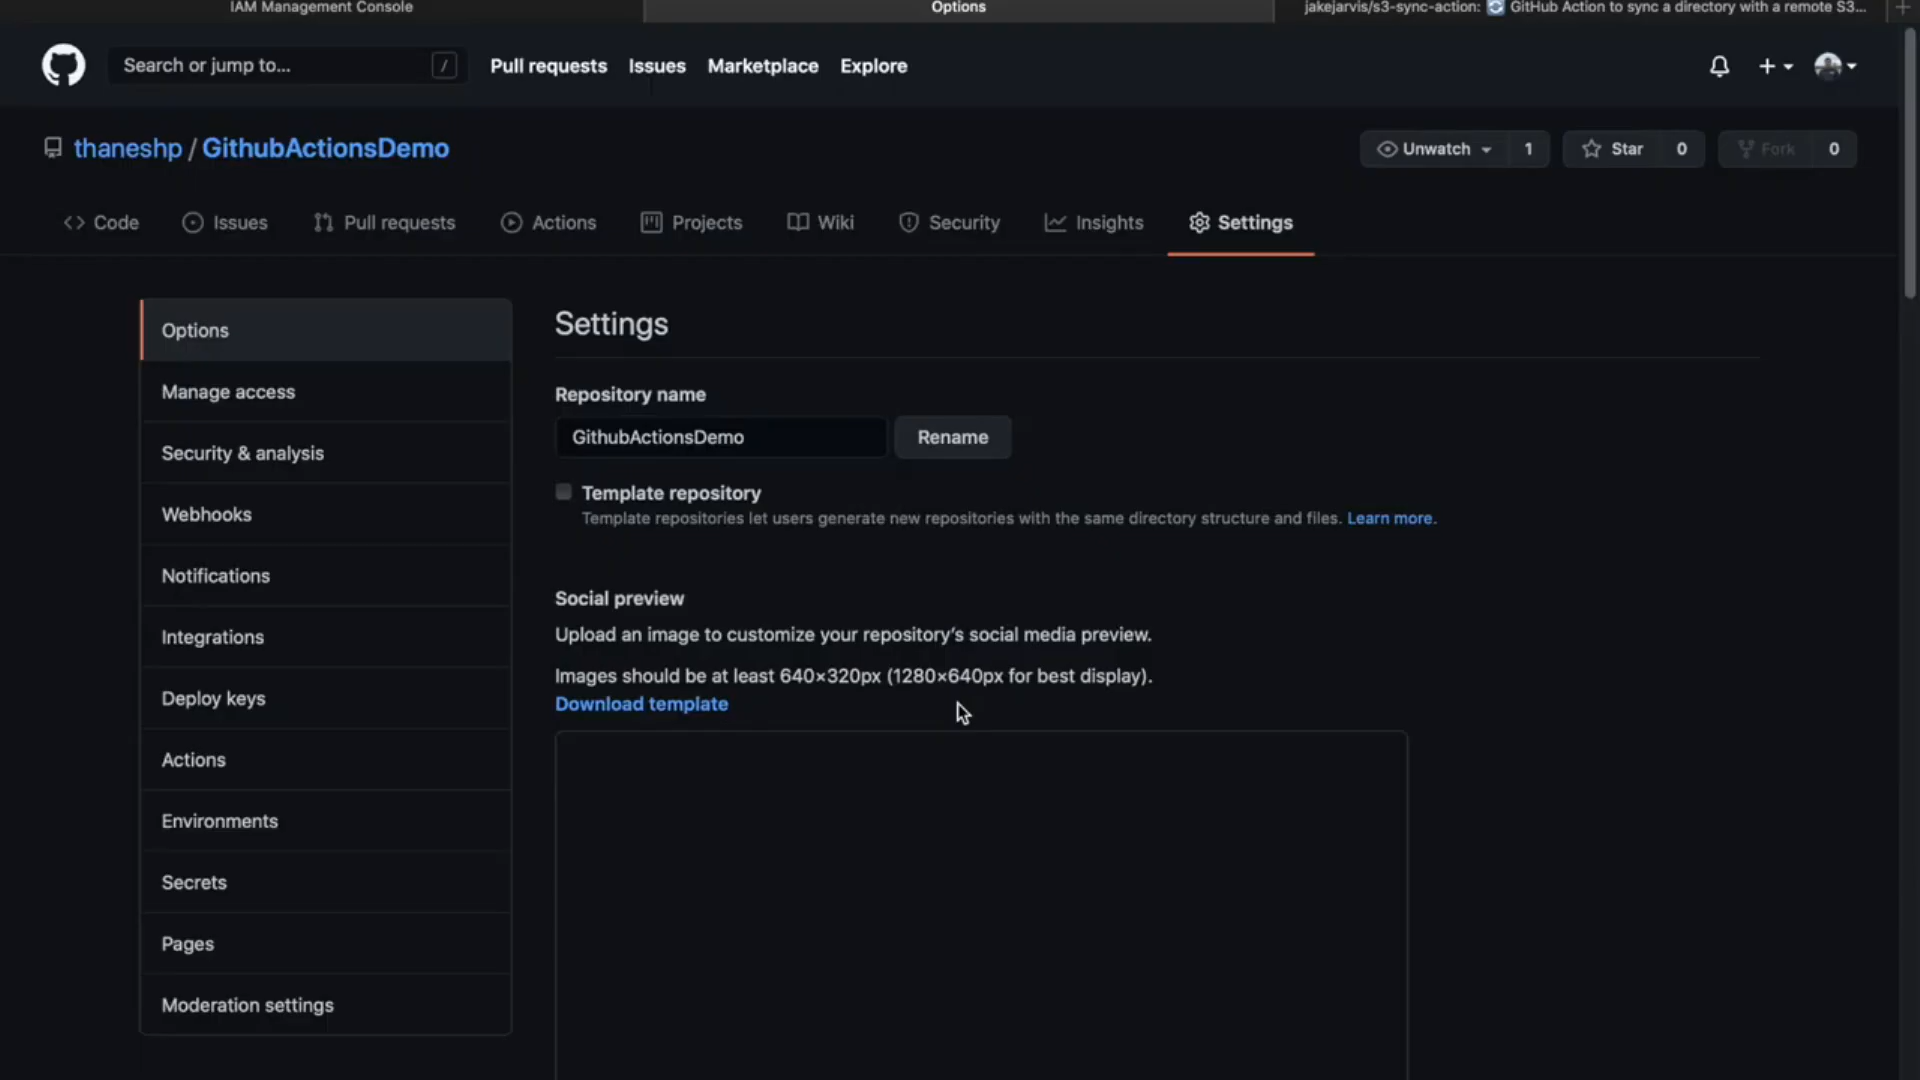 IAM Management Console
Options
jakejarvis/s3-sync-action: 🔄 GitHub Action to sync a directory with a remote S3...
Search or jump to... /
Pull requests Issues Marketplace Explore
thaneshp / GithubActionsDemo
Unwatch 1 Star 0 Fork 0
Code Issues Pull requests Actions Projects Wiki Security Insights Settings
Options
Manage access
Security & analysis
Webhooks
Notifications
Integrations
Deploy keys
Actions
Environments
Secrets
Pages
Moderation settings
Settings
Repository name
GithubActionsDemo Rename
Template repository
Template repositories let users generate new repositories with the same directory structure and files. Learn more.
Social preview
Upload an image to customize your repository’s social media preview.
Images should be at least 640×320px (1280×640px for best display).
Download template